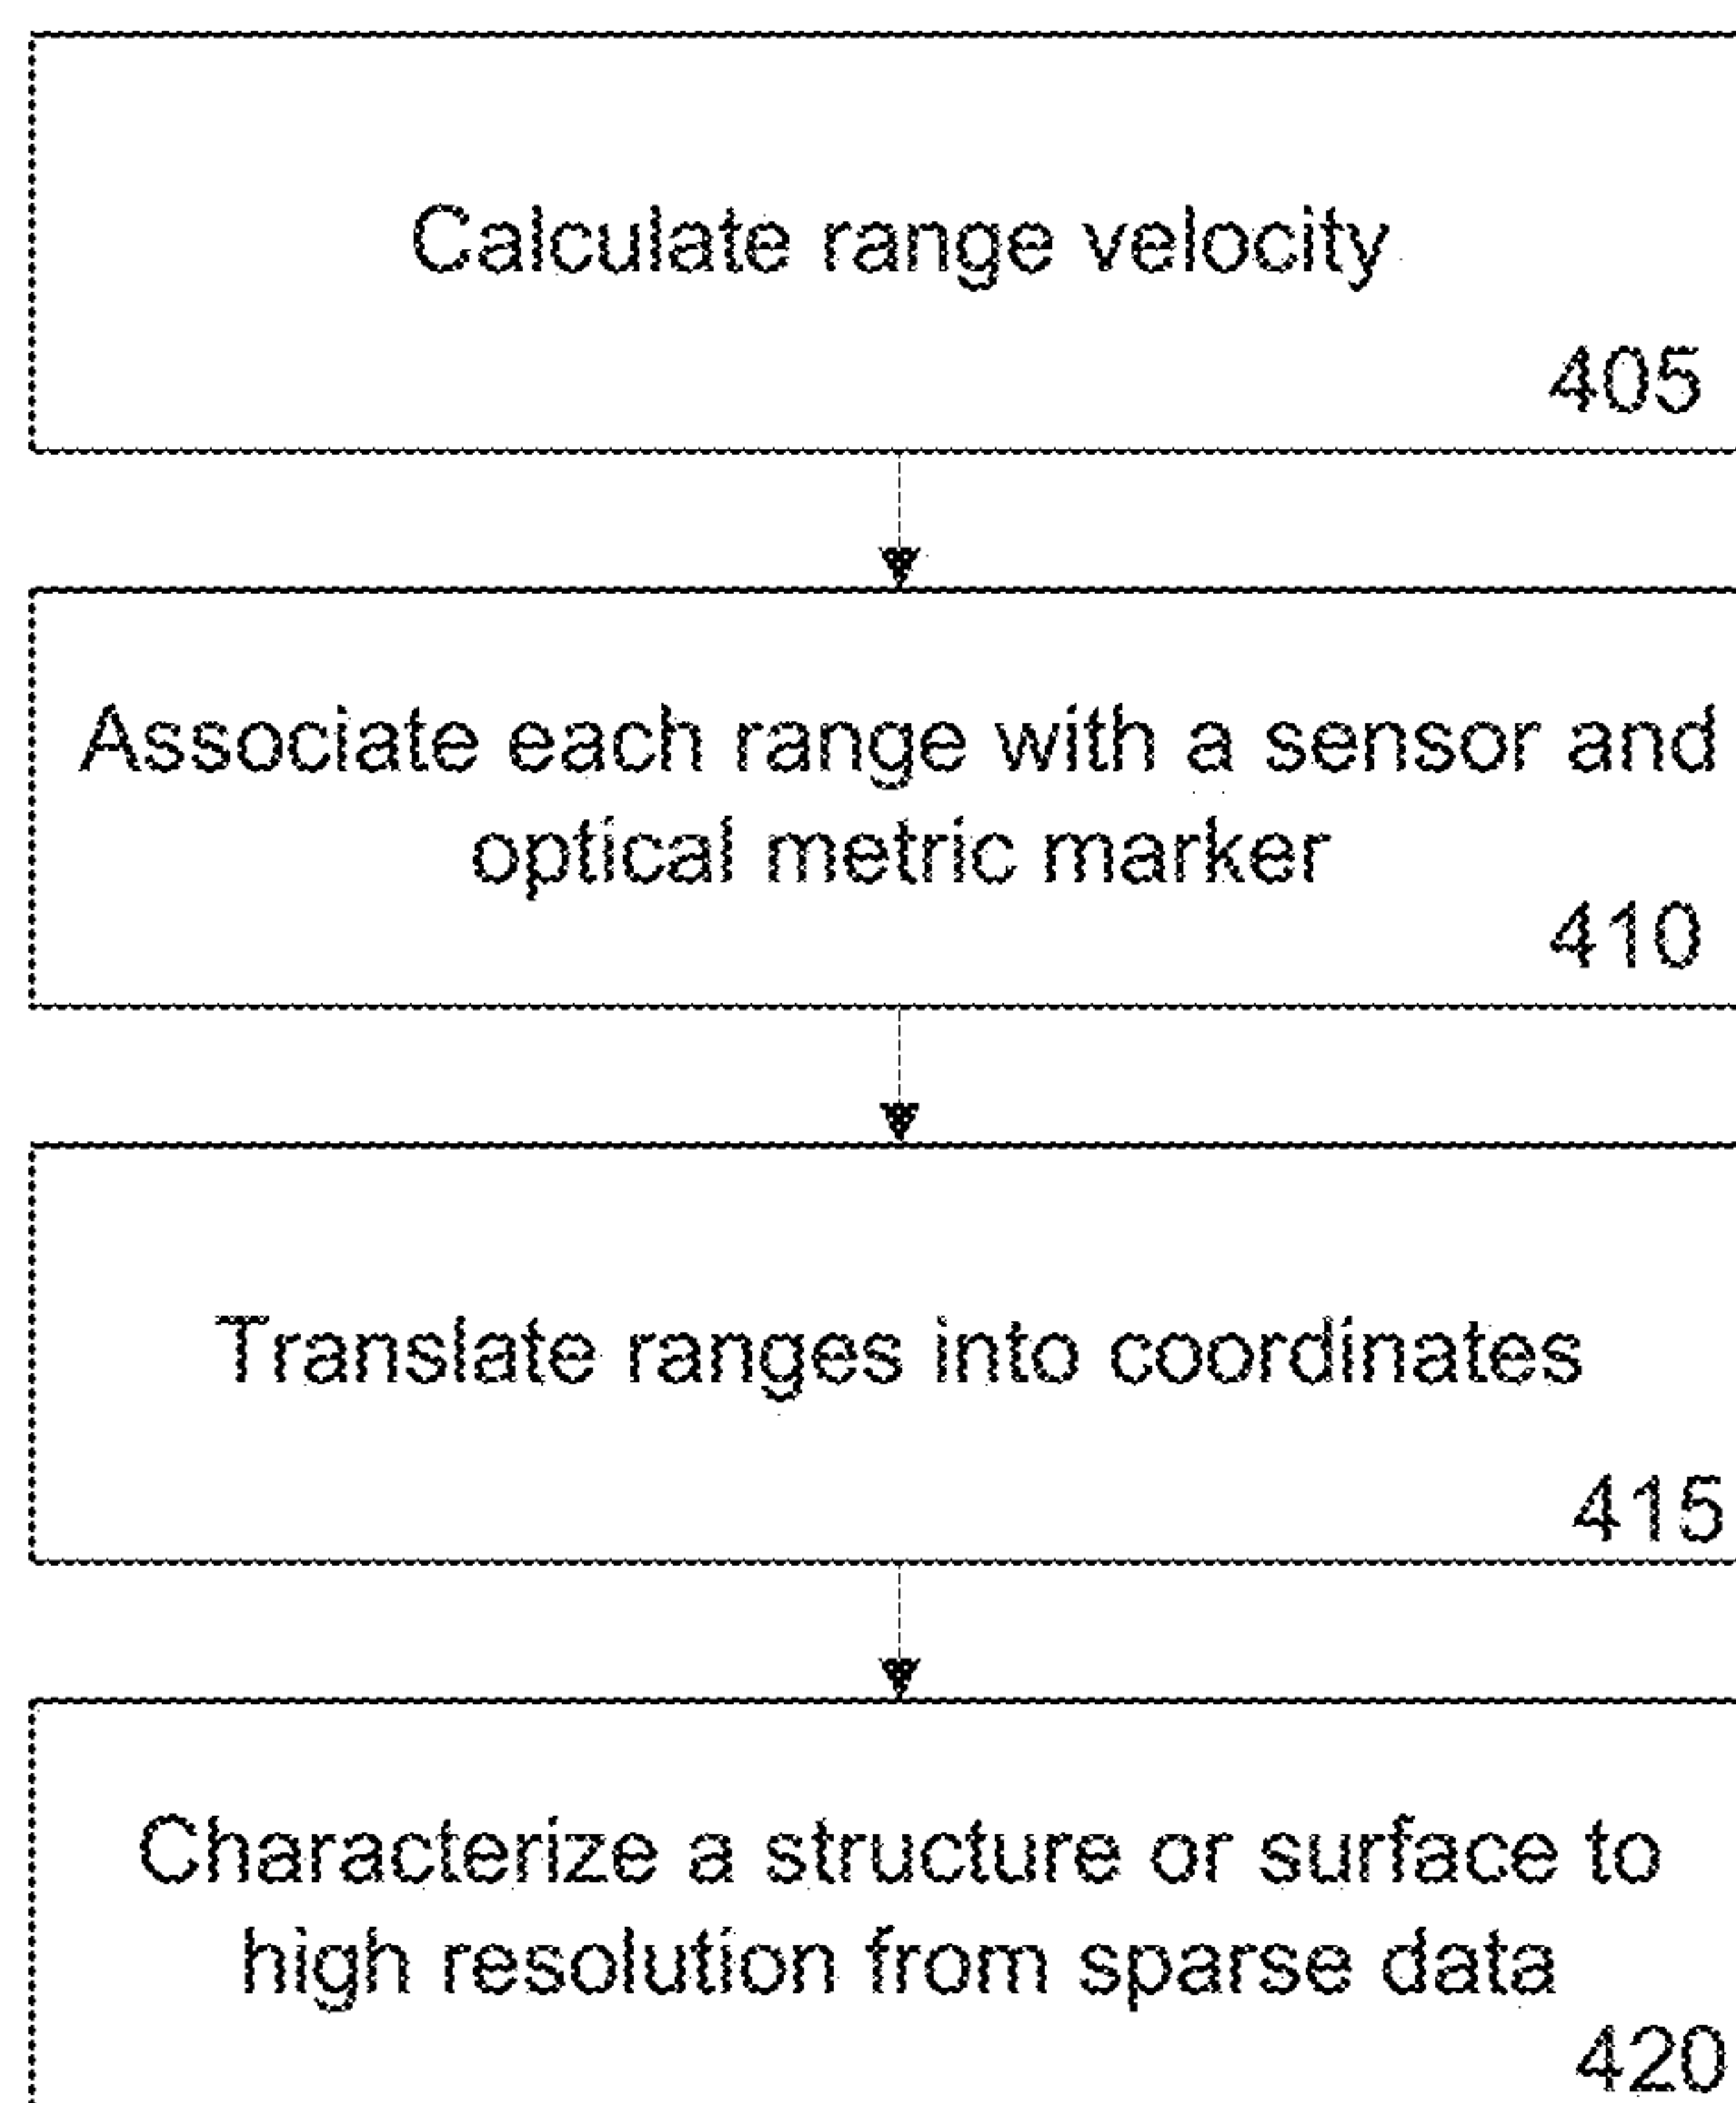 Calculate range velocity
405
Associate each range with a sensor and
optical metric marker
410
Translate ranges into coordinates
415
Characterize a structure or surface to
high resolution from sparse data
420